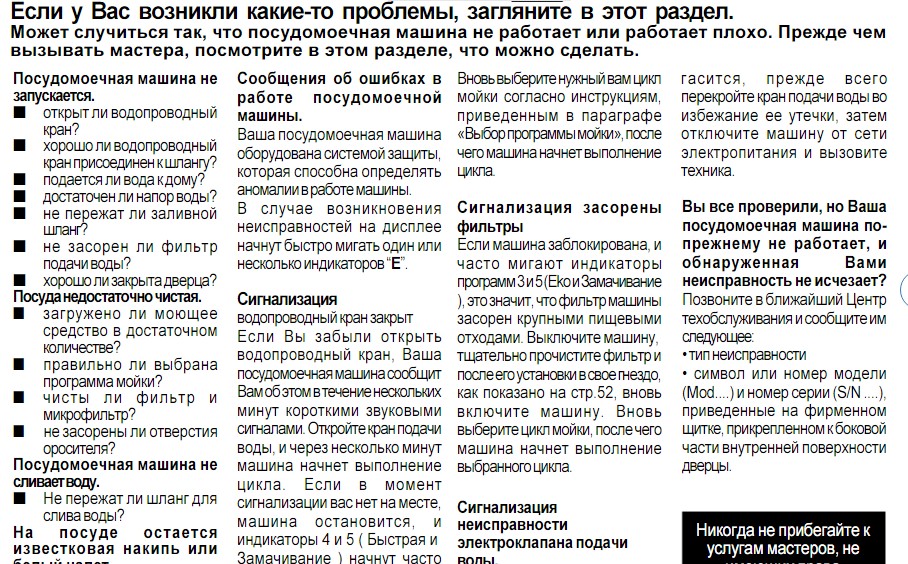 Если у Вас возникли какие-то проблемы, загляните в этот раздел.
Может случиться так, что посудомоечная машина не работает или работает плохо. Прежде чем
вызывать мастера, посмотрите в этом разделе, что можно сделать.
Посудомоечная машина не
запускается.
■ открыт ли водопроводный
кран?
■ хорошо ли водопроводный
кран присоединен к шлангу?
■ подается ли вода к дому?
■ достаточен ли напор воды?
■ не пережат ли заливной
шланг?
■ не засорен ли фильтр
подачи воды?
■ хорошо ли закрыта дверца?
Посуда недостаточно чистая.
■ загружено ли моющее
средство в достаточном
количестве?
■ правильно ли выбрана
программа мойки?
■ чисты ли фильтр и
микрофильтр?
■ не засорены ли отверстия
оросителя?
Посудомоечная машина не
сливает воду.
■ Не пережат ли шланг для
слива воды?
На посуде остается
известковая накипь или
белый налет.
Сообщения об ошибках в
работе посудомоечной
машины.
Ваша посудомоечная машина
оборудована системой защиты,
которая способна определять
аномалии в работе машины.
В случае возникновения
неисправностей на дисплее
начнут быстро мигать один или
несколько индикаторов “E”.
Сигнализация
водопроводный кран закрыт
Если Вы забыли открыть
водопроводный кран, Ваша
посудомоечная машина сообщит
Вам об этом в течение нескольких
минут короткими звуковыми
сигналами. Откройте кран подачи
воды, и через несколько минут
машина начнет выполнение
цикла. Если в момент
сигнализации вас нет на месте,
машина остановится, и
индикаторы 4 и 5 ( Быстрая и
Замачивание ) начнут часто
Вновь выберите нужный вам цикл
мойки согласно инструкциям,
приведенным в параграфе
«Выбор программы мойки», после
чего машина начнет выполнение
цикла.
Сигнализация засорены
фильтры
Если машина заблокирована, и
часто мигают индикаторы
программ 3 и 5 (Eko и Замачивание
), это значит, что фильтр машины
засорен крупными пищевыми
отходами. Выключите машину,
тщательно прочистите фильтр и
после его установки в свое гнездо,
как показано на стр.52, вновь
включите машину. Вновь
выберите цикл мойки, после чего
машина начнет выполнение
выбранного цикла.
Сигнализация
неисправности
электроклапана подачи
воды.
гасится, прежде всего
перекройте кран подачи воды во
избежание ее утечки, затем
отключите машину от сети
электропитания и вызовите
техника.
Вы все проверили, но Ваша
посудомоечная машина по-
прежнему не работает, и
обнаруженная Вами
неисправность не исчезает?
Позвоните в ближайший Центр
техобслуживания и сообщите им
следующее:
• тип неисправности
• символ или номер модели
(Mod....) и номер серии (S/N ....),
приведенные на фирменном
щитке, прикрепленном к боковой
части внутренней поверхности
дверцы.
Никогда не прибегайте к
услугам мастеров, не